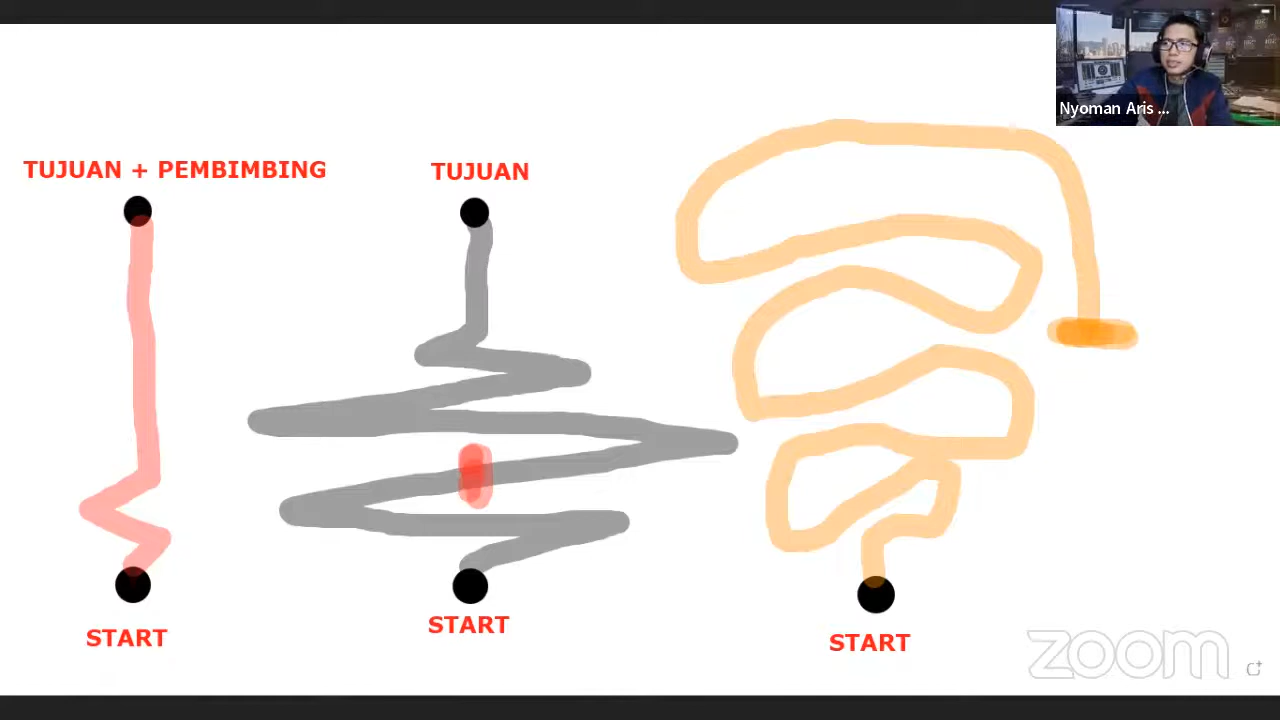 Nyoman Aris ...
TUJUAN + PEMBIMBING
TUJUAN
START
START
START
zoom